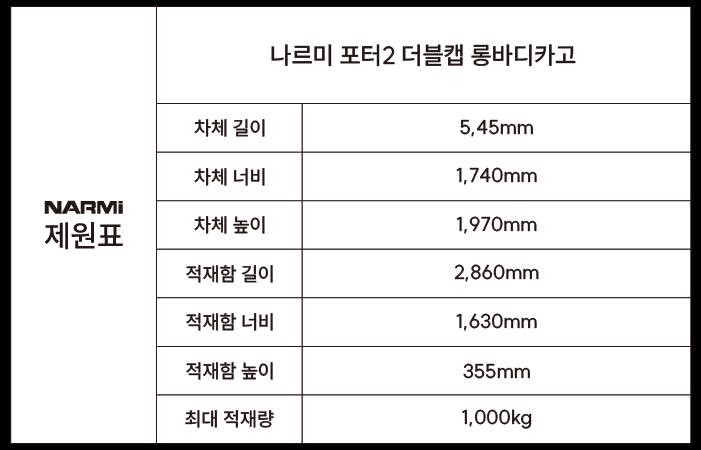 나르미 포터2 더블캡 롱바디카고
NARMi
제원표
차체 길이 5,45mm
차체 너비 1,740mm
차체 높이 1,970mm
적재함 길이 2,860mm
적재함 너비 1,630mm
적재함 높이 355mm
최대 적재량 1,000kg